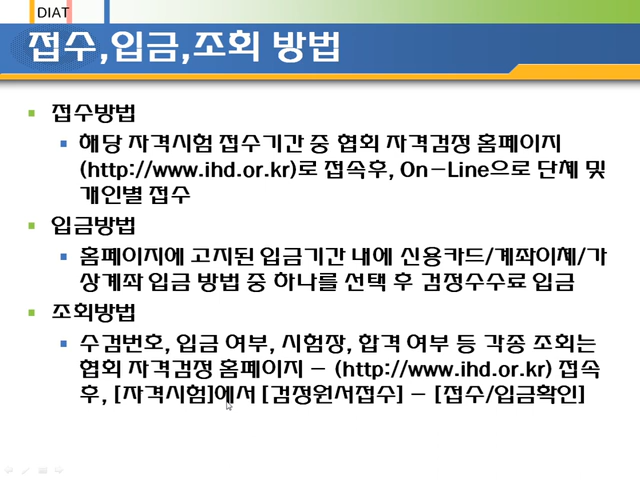 DIAT
접수,입금,조회 방법
접수방법
해당 자격시험 접수기간 중 협회 자격검정 홈페이지
(http://www.ihd.or.kr)로 접속후, On-Line으로 단체 및
개인별 접수
입금방법
홈페이지에 고지된 입금기간 내에 신용카드/계좌이체/가
상계좌 입금 방법 중 하나를 선택 후 검정수수료 입금
조회방법
수검번호, 입금 여부, 시험장, 합격 여부 등 각종 조회는
협회 자격검정 홈페이지 - (http://www.ihd.or.kr) 접속
후, [자격시험]에서 [검정원서접수] - [접수/입금확인]